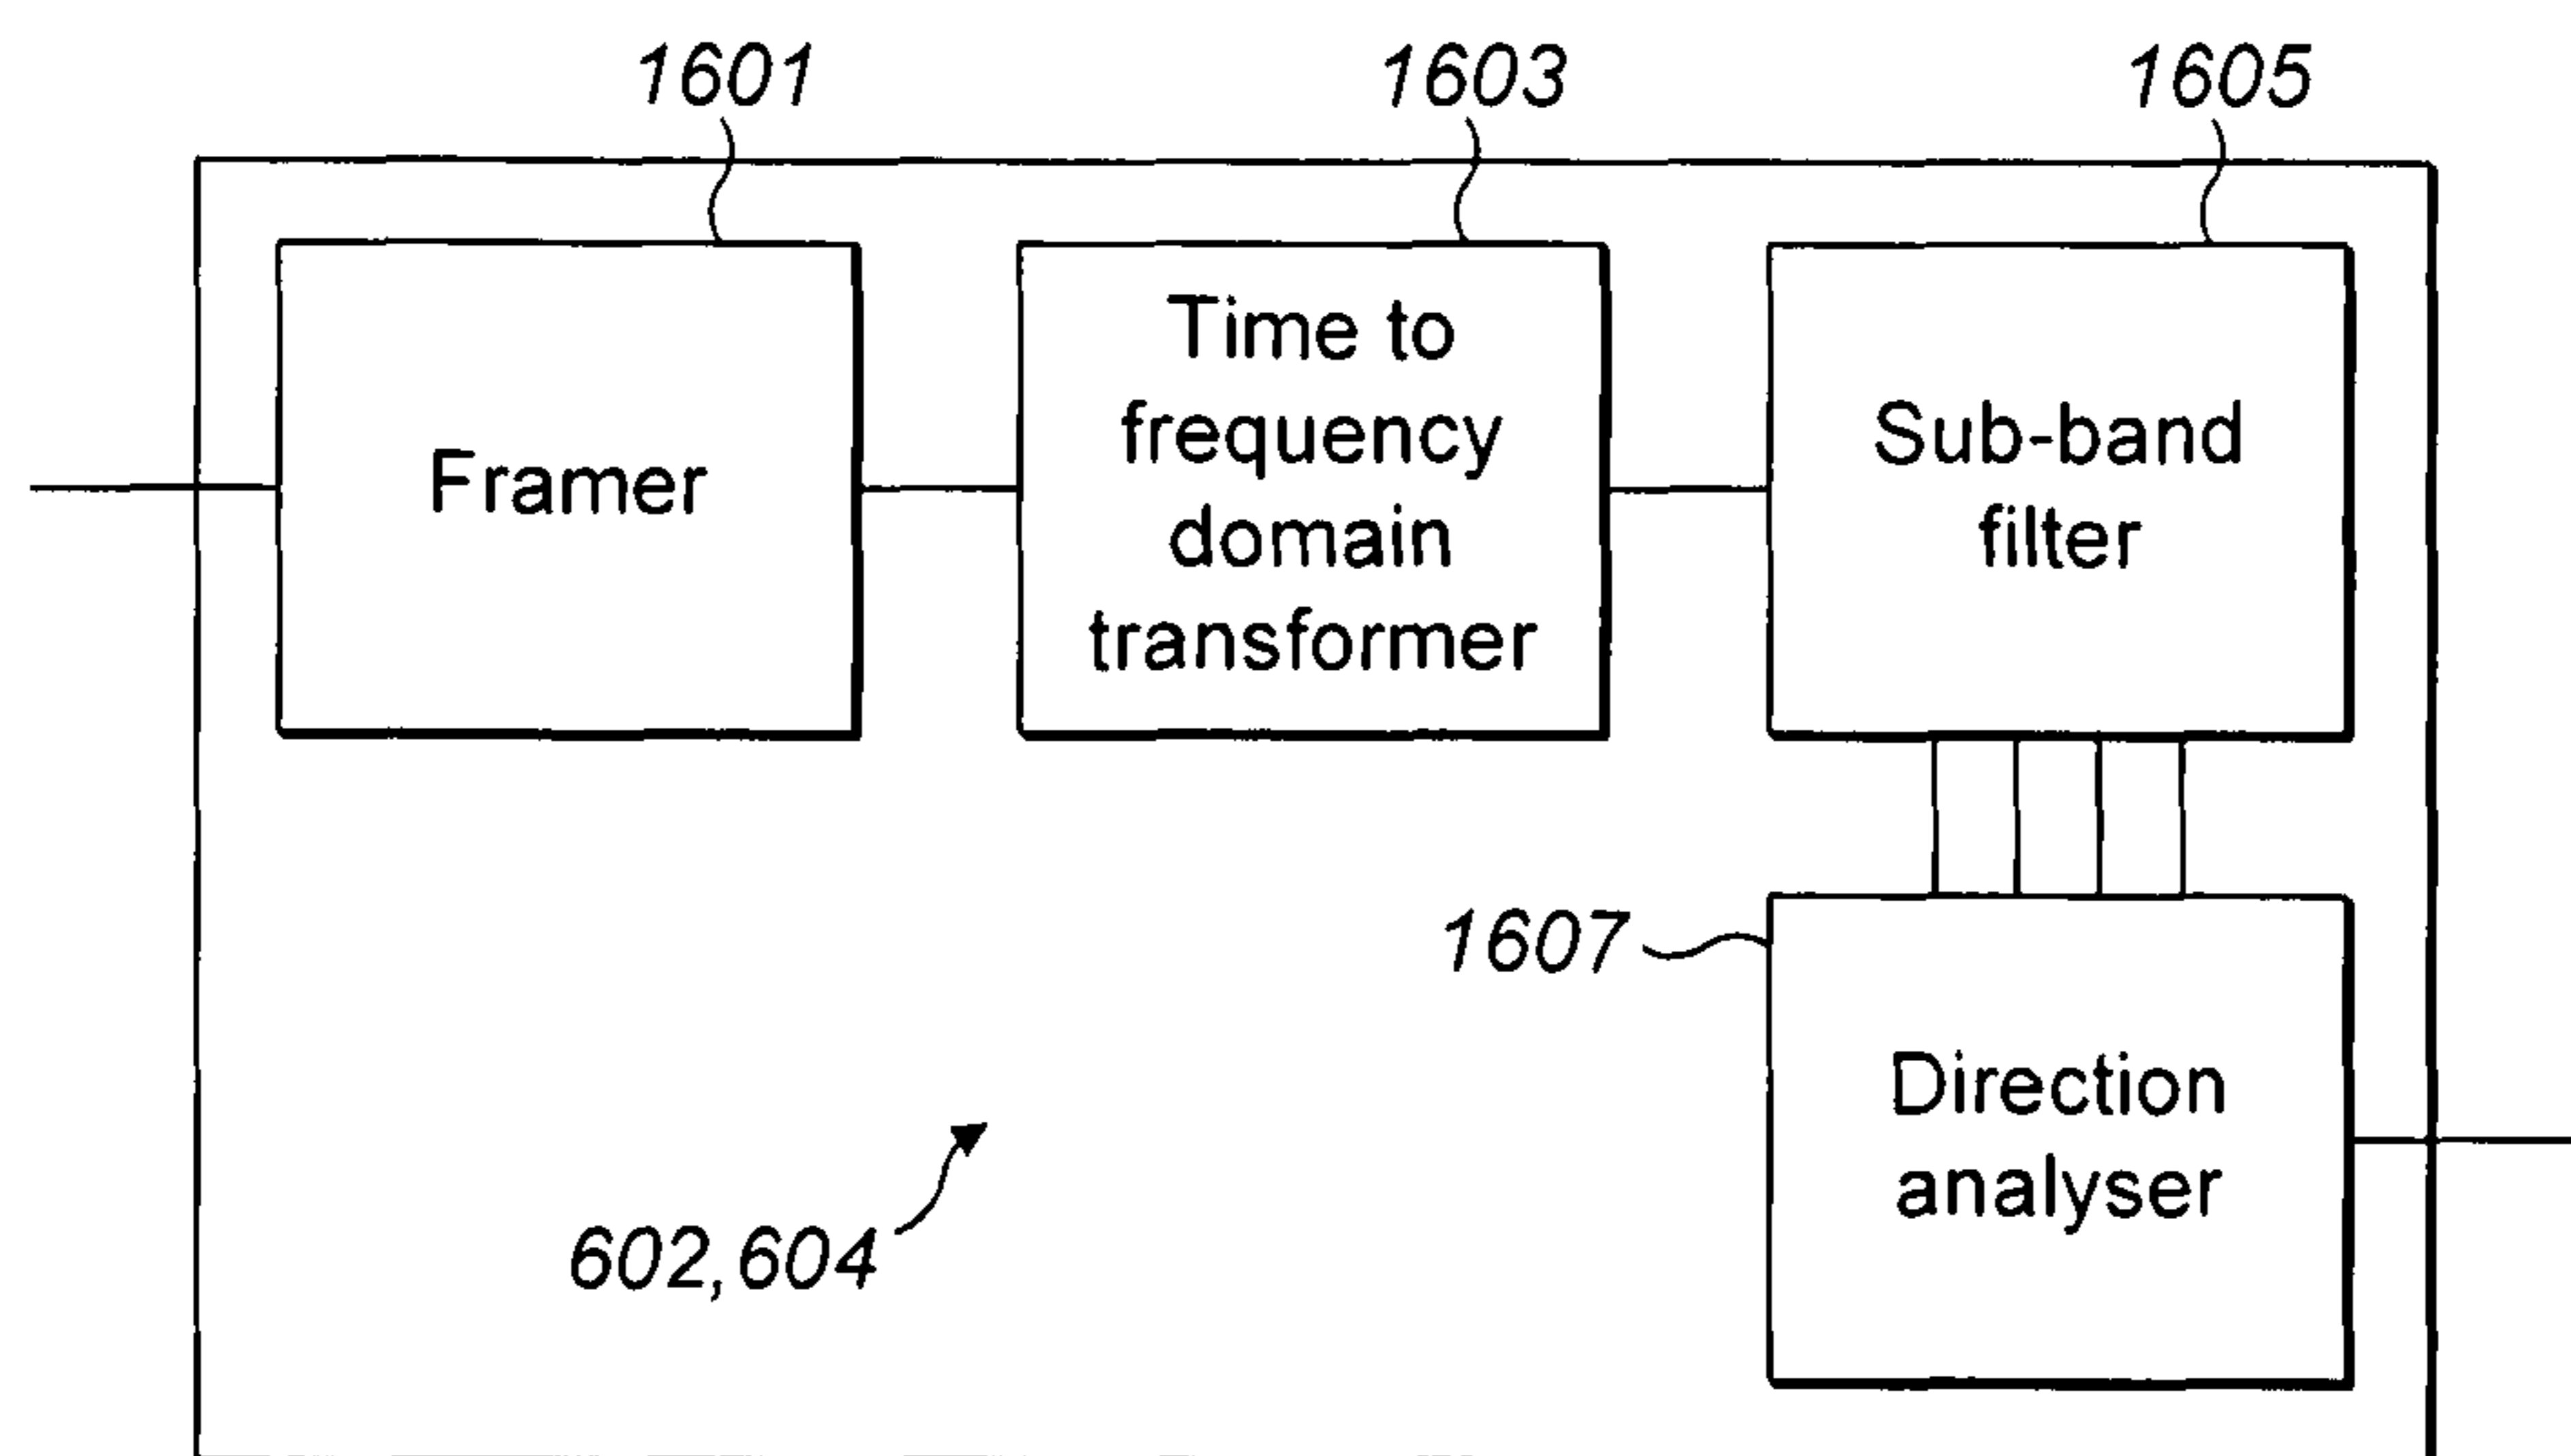 1601
1603
1605
Framer
Time to
frequency
domain
transformer
Sub-band
filter
1607
Direction
analyser
602,604